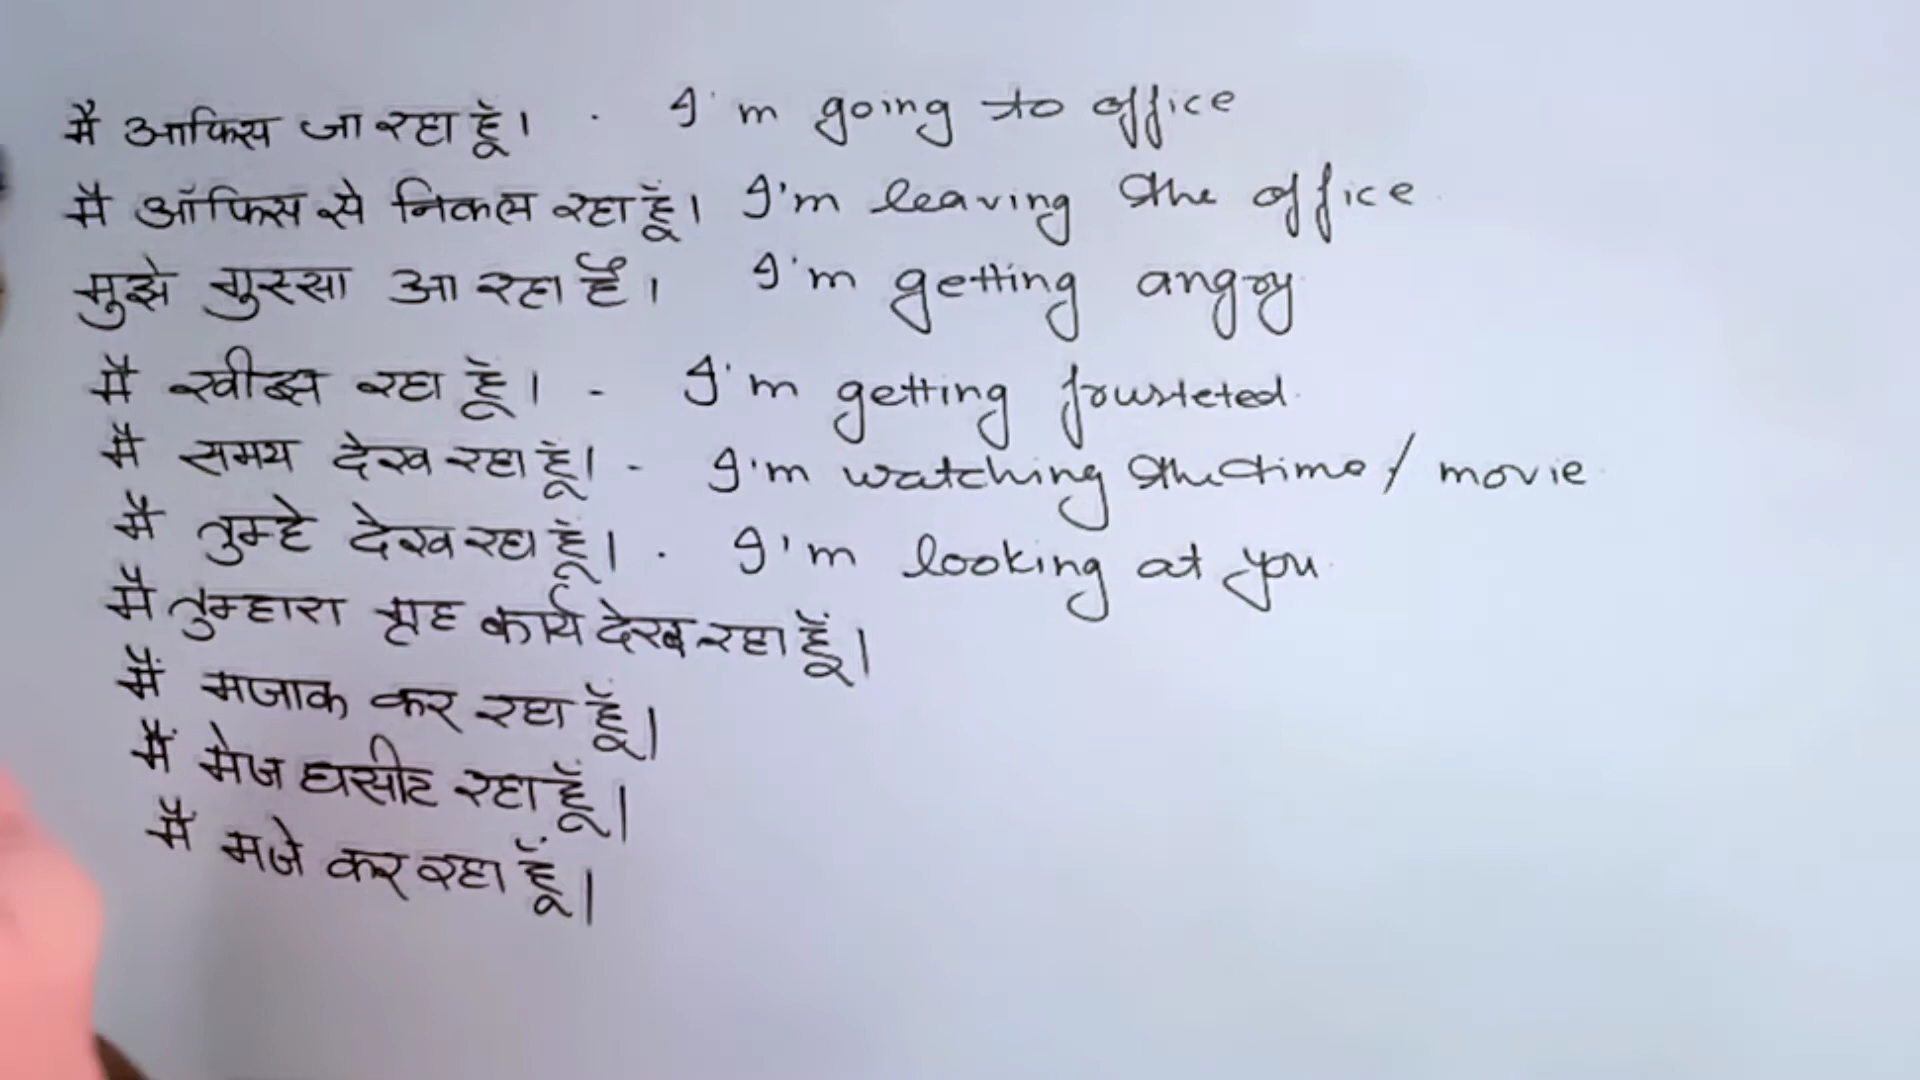 मै आफिस जा रहा हूँ। . I'm going to office
मै ऑफिस से निकल रहा हूँ। I'm leaving the office
मुझे गुस्सा आ रहा है। I'm getting angry
मै खीझ रहा हूँ। - I'm getting frusteted.
मै समय देख रहा हूं। - I'm watching the time / movie
मै तुम्हे देख रहा हूं। . I'm looking at you.
मै तुम्हारा गृह कार्य देख रहा हूँ।
मैं मजाक कर रहा हूँ।
मैं मेज घसीट रहा हूँ।
मैं मजे कर रहा हूँ।